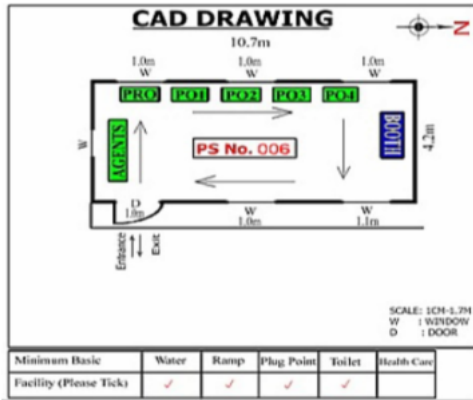 CAD DRAWING
10.7m
N
1.0m
W
1.0m
W
1.0m
W
PRO PO1 PO2 PO3 PO4
W
AGENTS
PS No. 006
BOOTH
4.2m
D
1.0m
W
1.0m
W
1.1m
Entrance
Exit
SCALE: 1CM-1.7M
W : WINDOW
D : DOOR
Minimum Basic Water Ramp Plug Point Toilet Health Care
Facility (Please Tick) ✓ ✓ ✓ ✓